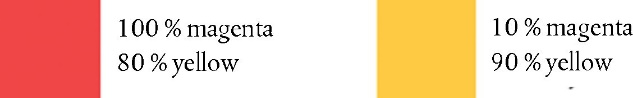 100 % magenta
80 % yellow
10 % magenta
90 % yellow